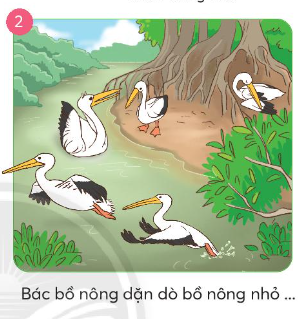 2
Bác bồ nông dặn dò bồ nông nhỏ ...